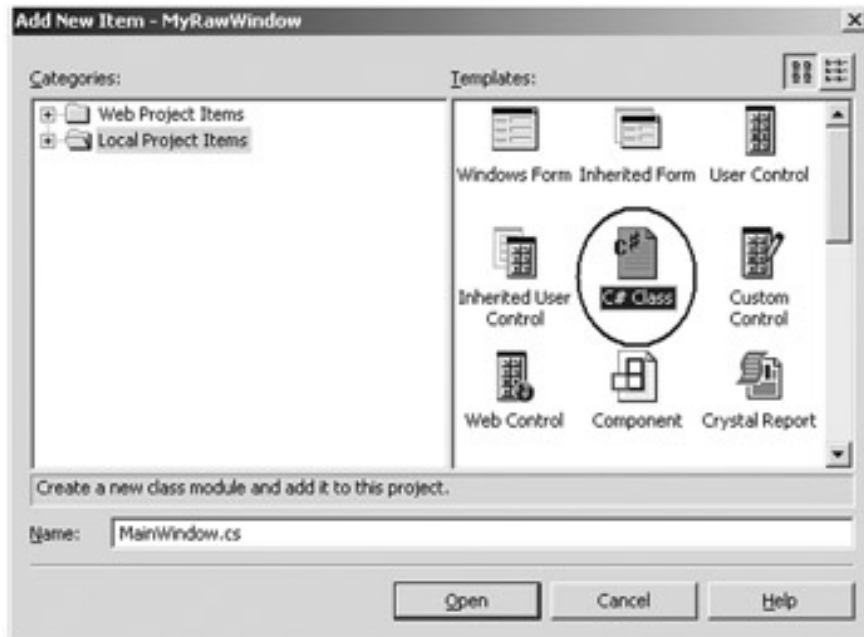 Add New Item - MyRawWindow
Categories:
Templates:
Web Project Items
Local Project Items
Windows Form
Inherited Form
User Control
Inherited User
Control
C# Class
Custom
Control
Web Control
Component
Crystal Report
Create a new class module and add it to this project.
Name:
MainWindow.cs
Open
Cancel
Help